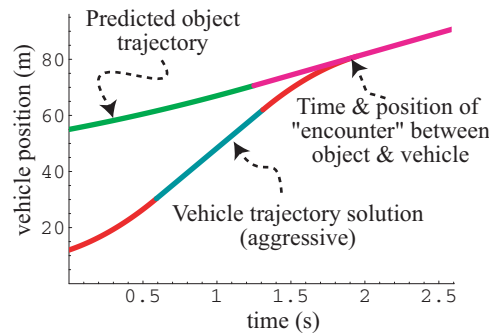 Predicted object
trajectory
80
60
40
20
vehicle position (m)
Time & position of
"encounter" between
object & vehicle
Vehicle trajectory solution
(aggressive)
0.5
1
1.5
2
2.5
time (s)